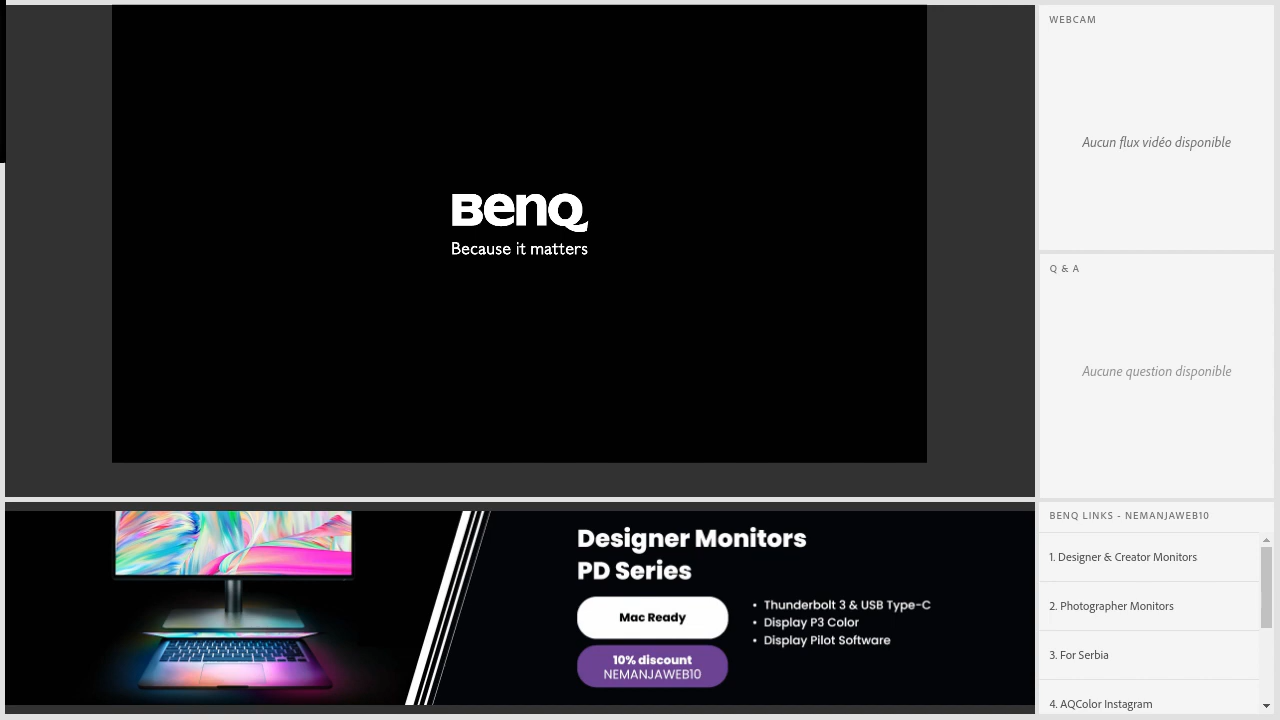 BenQ
Because it matters
WEBCAM
Aucun flux vidéo disponible
Q & A
Aucune question disponible
Designer Monitors
PD Series
Mac Ready
10% discount
NEMANJAWEB10
• Thunderbolt 3 & USB Type-C
• Display P3 Color
• Display Pilot Software
BENQ LINKS - NEMANJAWEB10
1. Designer & Creator Monitors
2. Photographer Monitors
3. For Serbia
4. AQColor Instagram